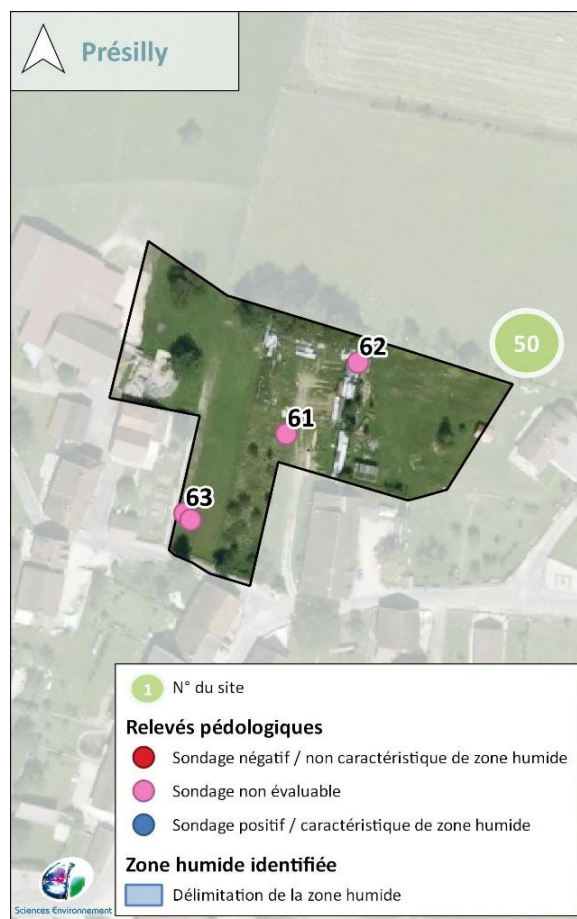 Présilly
50
62
61
63
1 N° du site
Relevés pédologiques
Sondage négatif / non caractéristique de zone humide
Sondage non évaluable
Sondage positif / caractéristique de zone humide
Zone humide identifiée
Délimitation de la zone humide
Sciences Environnement